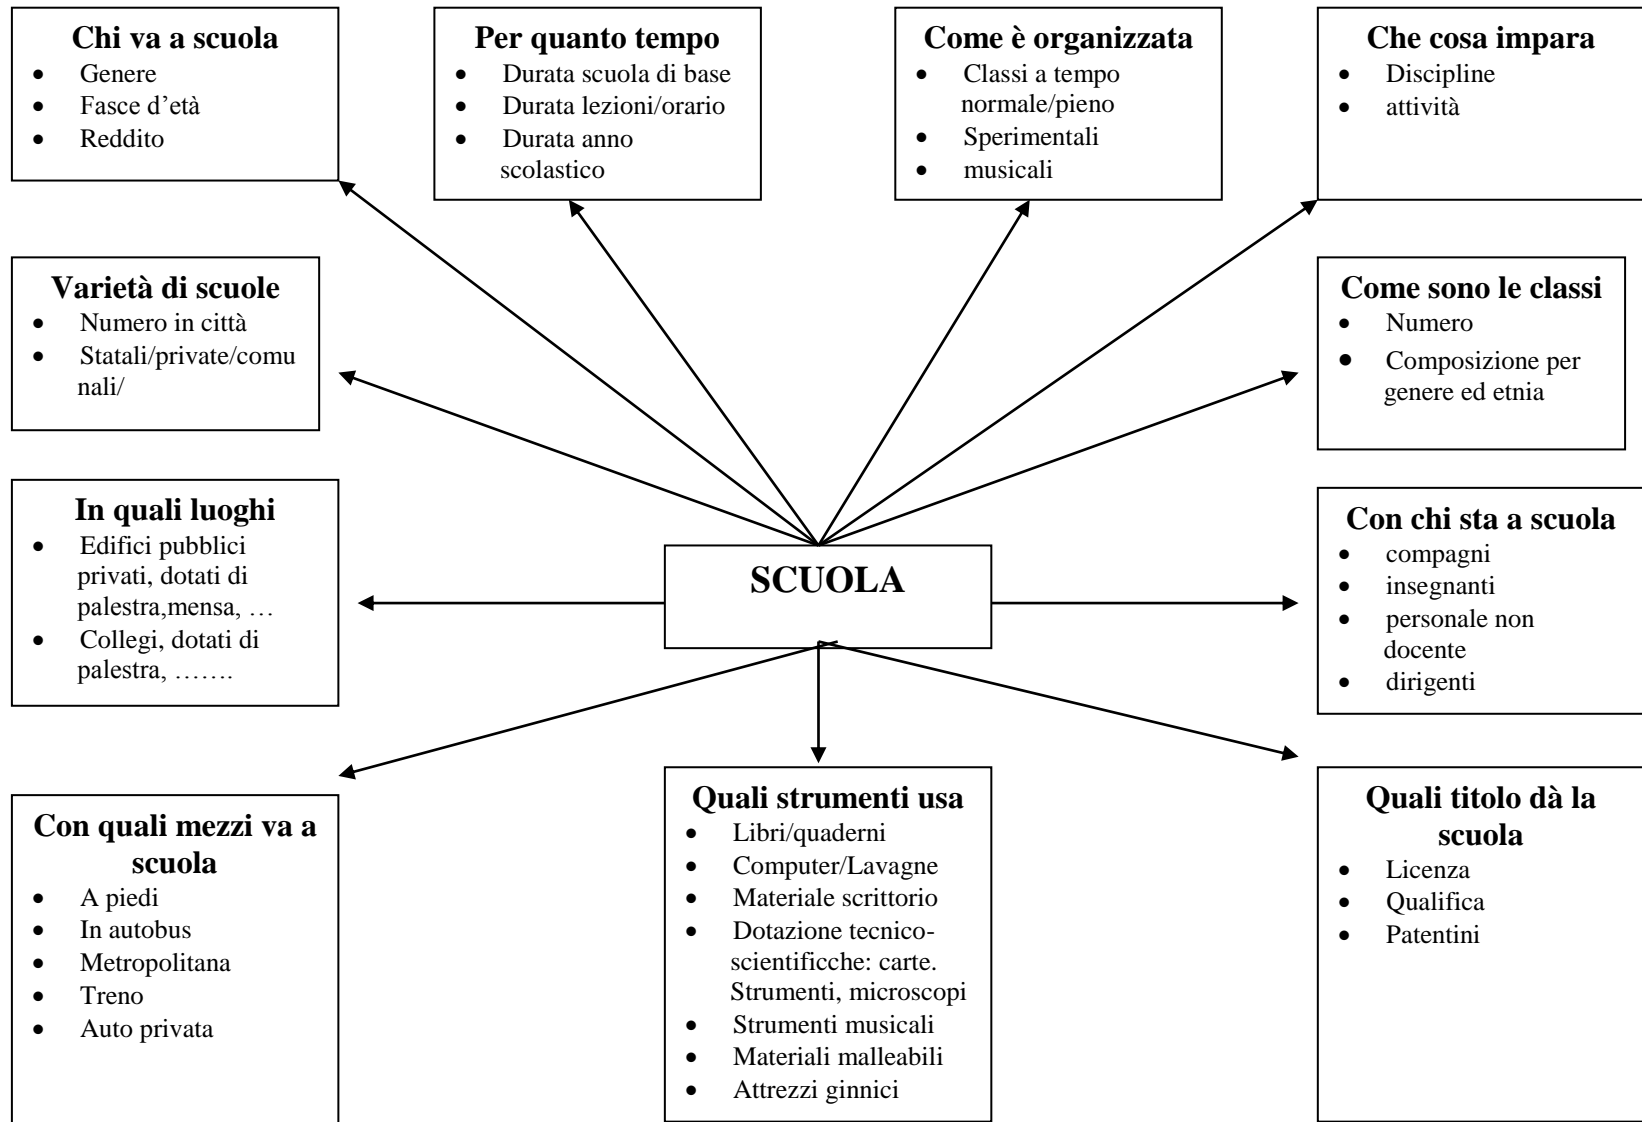 Chi va a scuola
• Genere
• Fasce d'età
• Reddito
Per quanto tempo
• Durata scuola di base
• Durata lezioni/orario
• Durata anno
scolastico
Come è organizzata
• Classi a tempo
normale/pieno
• Sperimentali
• musicali
Che cosa impara
• Discipline
• attività
Varietà di scuole
• Numero in città
• Statali/private/comu
nali/
Come sono le classi
• Numero
• Composizione per
genere ed etnia
In quali luoghi
• Edifici pubblici
privati, dotati di
palestra,mensa, …
• Collegi, dotati di
palestra, …….
SCUOLA
Con chi sta a scuola
• compagni
• insegnanti
• personale non
docente
• dirigenti
Con quali mezzi va a
scuola
• A piedi
• In autobus
• Metropolitana
• Treno
• Auto privata
Quali strumenti usa
• Libri/quaderni
• Computer/Lavagne
• Materiale scrittorio
• Dotazione tecnico-
scientificche: carte.
Strumenti, microscopi
• Strumenti musicali
• Materiali malleabili
• Attrezzi ginnici
Quali titolo dà la
scuola
• Licenza
• Qualifica
• Patentini